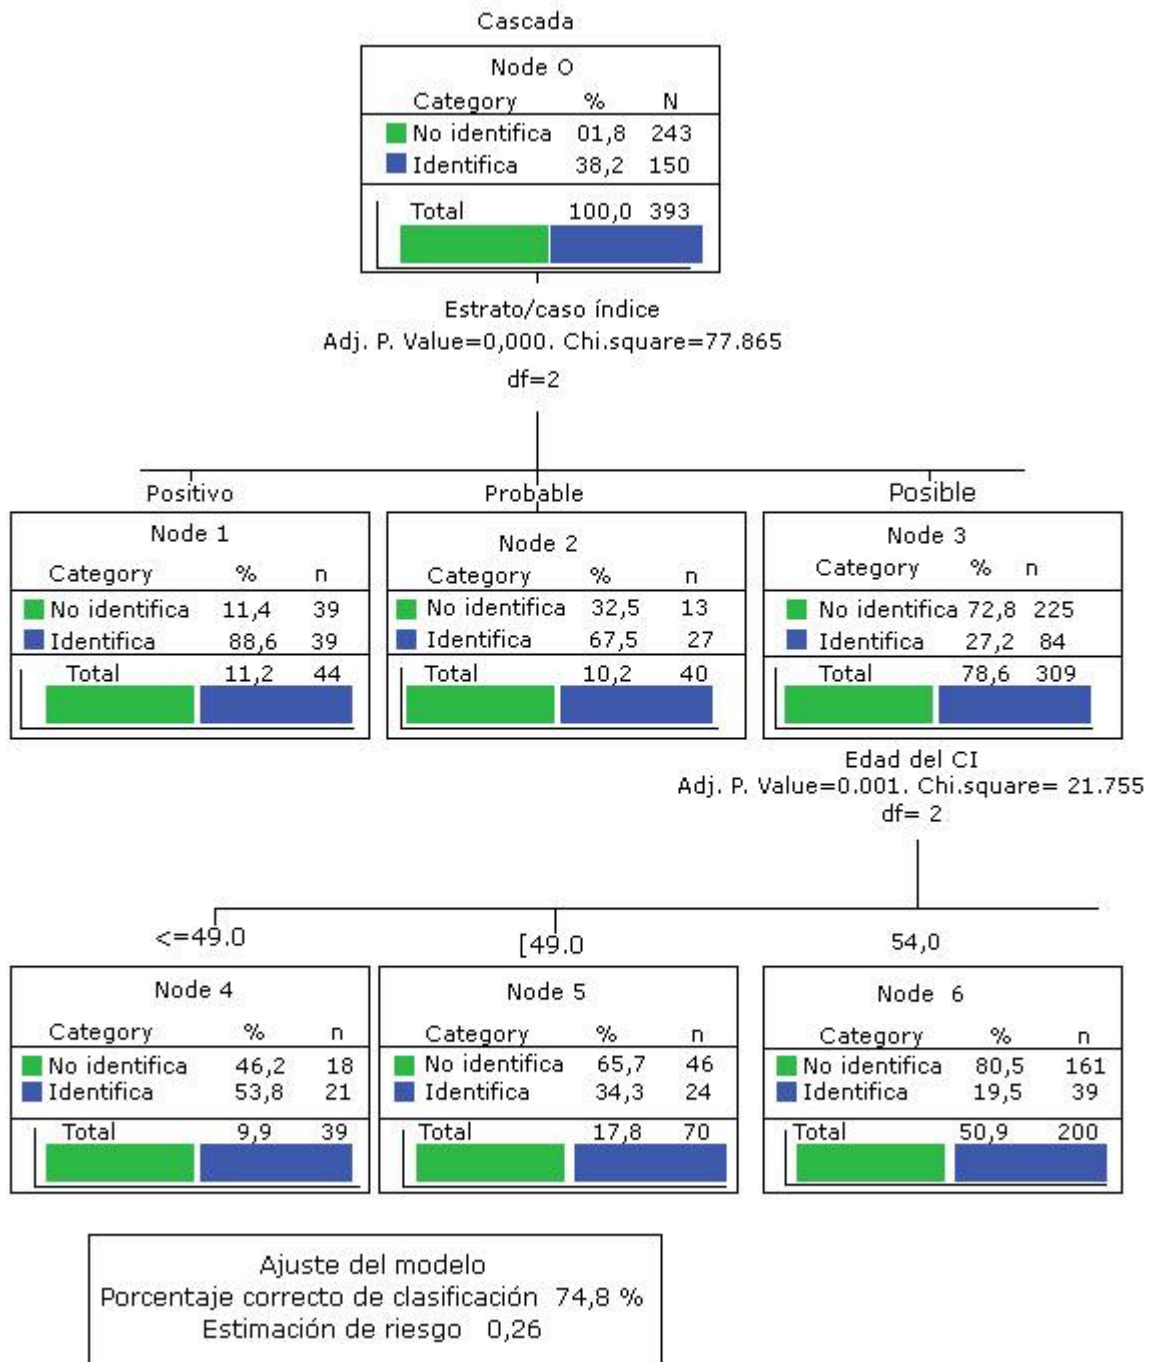 Cascada
Node O
Category % N
No identifica 01,8 243
Identifica 38,2 150
Total 100,0 393
Estrato/caso índice
Adj. P. Value=0,000. Chi.square=77.865
df=2
Positivo
Node 1
Category % n
No identifica 11,4 39
Identifica 88,6 39
Total 11,2 44
Probable
Node 2
Category % n
No identifica 32,5 13
Identifica 67,5 27
Total 10,2 40
Posible
Node 3
Category % n
No identifica 72,8 225
Identifica 27,2 84
Total 78,6 309
Edad del CI
Adj. P. Value=0.001. Chi.square= 21.755
df= 2
<=49.0
Node 4
Category % n
No identifica 46,2 18
Identifica 53,8 21
Total 9,9 39
[49.0
Node 5
Category % n
No identifica 65,7 46
Identifica 34,3 24
Total 17,8 70
54,0
Node 6
Category % n
No identifica 80,5 161
Identifica 19,5 39
Total 50,9 200
Ajuste del modelo
Porcentaje correcto de clasificación 74,8 %
Estimación de riesgo 0,26